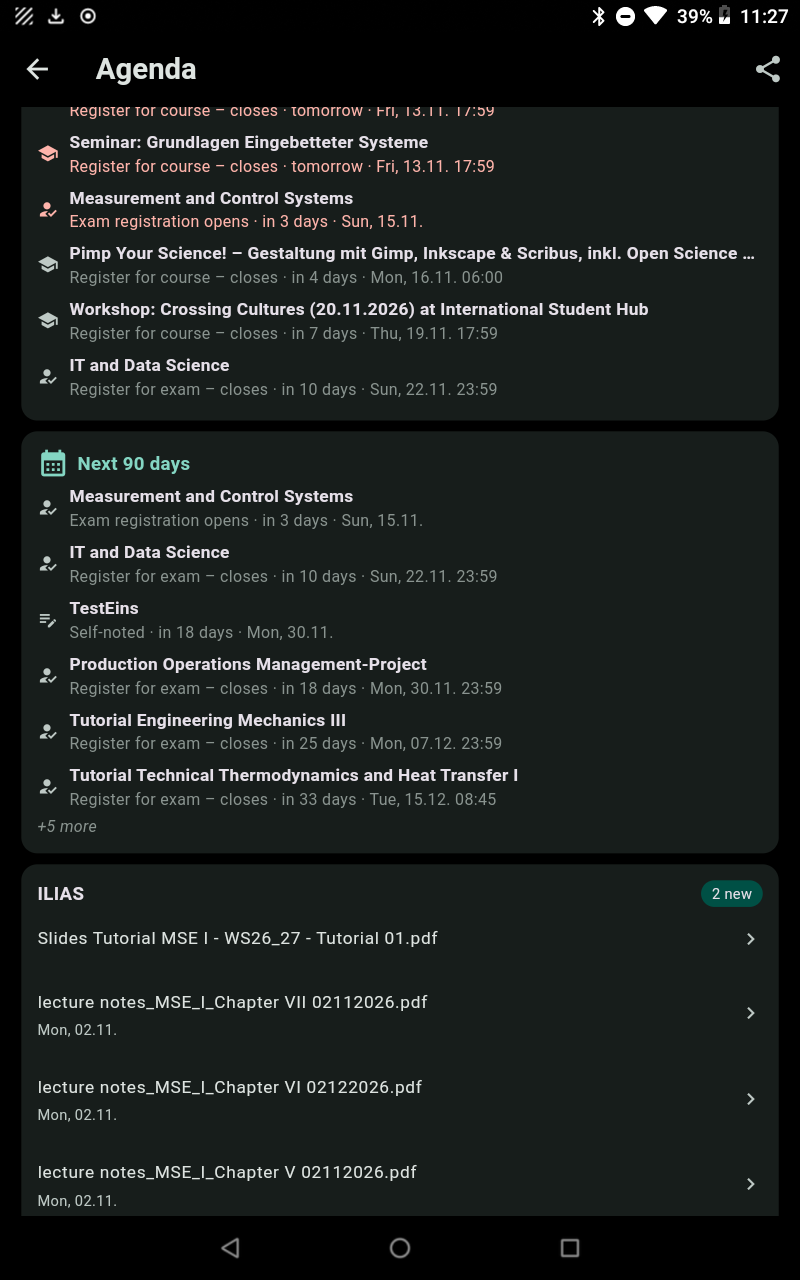 39% 11:27
Agenda
Register for course – closes · tomorrow · Fri, 13.11. 17:59
Seminar: Grundlagen Eingebetteter Systeme
Register for course – closes · tomorrow · Fri, 13.11. 17:59
Measurement and Control Systems
Exam registration opens · in 3 days · Sun, 15.11.
Pimp Your Science! – Gestaltung mit Gimp, Inkscape & Scribus, inkl. Open Science …
Register for course – closes · in 4 days · Mon, 16.11. 06:00
Workshop: Crossing Cultures (20.11.2026) at International Student Hub
Register for course – closes · in 7 days · Thu, 19.11. 17:59
IT and Data Science
Register for exam – closes · in 10 days · Sun, 22.11. 23:59
Next 90 days
Measurement and Control Systems
Exam registration opens · in 3 days · Sun, 15.11.
IT and Data Science
Register for exam – closes · in 10 days · Sun, 22.11. 23:59
TestEins
Self-noted · in 18 days · Mon, 30.11.
Production Operations Management-Project
Register for exam – closes · in 18 days · Mon, 30.11. 23:59
Tutorial Engineering Mechanics III
Register for exam – closes · in 25 days · Mon, 07.12. 23:59
Tutorial Technical Thermodynamics and Heat Transfer I
Register for exam – closes · in 33 days · Tue, 15.12. 08:45
+5 more
ILIAS 2 new
Slides Tutorial MSE I - WS26_27 - Tutorial 01.pdf
lecture notes_MSE_I_Chapter VII 02112026.pdf
Mon, 02.11.
lecture notes_MSE_I_Chapter VI 02122026.pdf
Mon, 02.11.
lecture notes_MSE_I_Chapter V 02112026.pdf
Mon, 02.11.